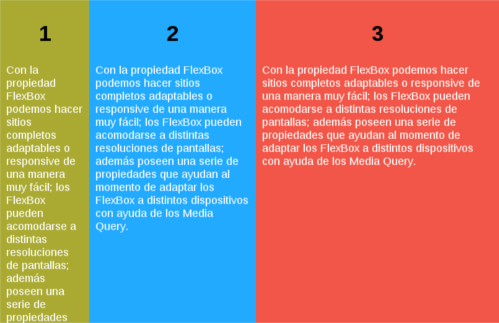 1
Con la
propiedad
FlexBox
podemos hacer
sitios
completos
adaptables o
responsive de
una manera
muy fácil; los
FlexBox
pueden
acomodarse a
distintas
resoluciones
de pantallas;
además
poseen una
serie de
propiedades
2
Con la propiedad FlexBox
podemos hacer sitios
completos adaptables o
responsive de una manera
muy fácil; los FlexBox pueden
acomodarse a distintas
resoluciones de pantallas;
además poseen una serie de
propiedades que ayudan al
momento de adaptar los
FlexBox a distintos dispositivos
con ayuda de los Media
Query.
3
Con la propiedad FlexBox podemos hacer
sitios completos adaptables o responsive de
una manera muy fácil; los FlexBox pueden
acomodarse a distintas resoluciones de
pantallas; además poseen una serie de
propiedades que ayudan al momento de
adaptar los FlexBox a distintos dispositivos
con ayuda de los Media Query.